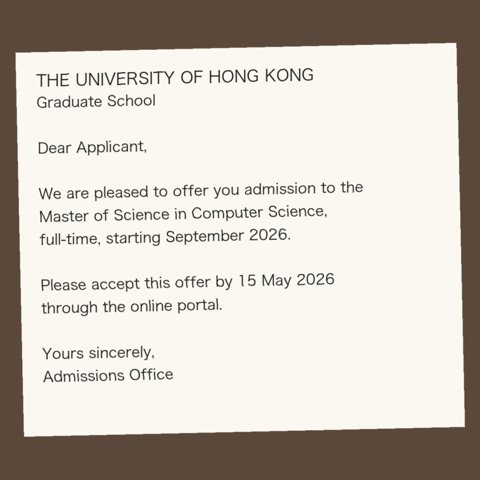 THE UNIVERSITY OF HONG KONG
Graduate School
Dear Applicant,
We are pleased to offer you admission to the
Master of Science in Computer Science,
full-time, starting September 2026.
Please accept this offer by 15 May 2026
through the online portal.
Yours sincerely,
Admissions Office